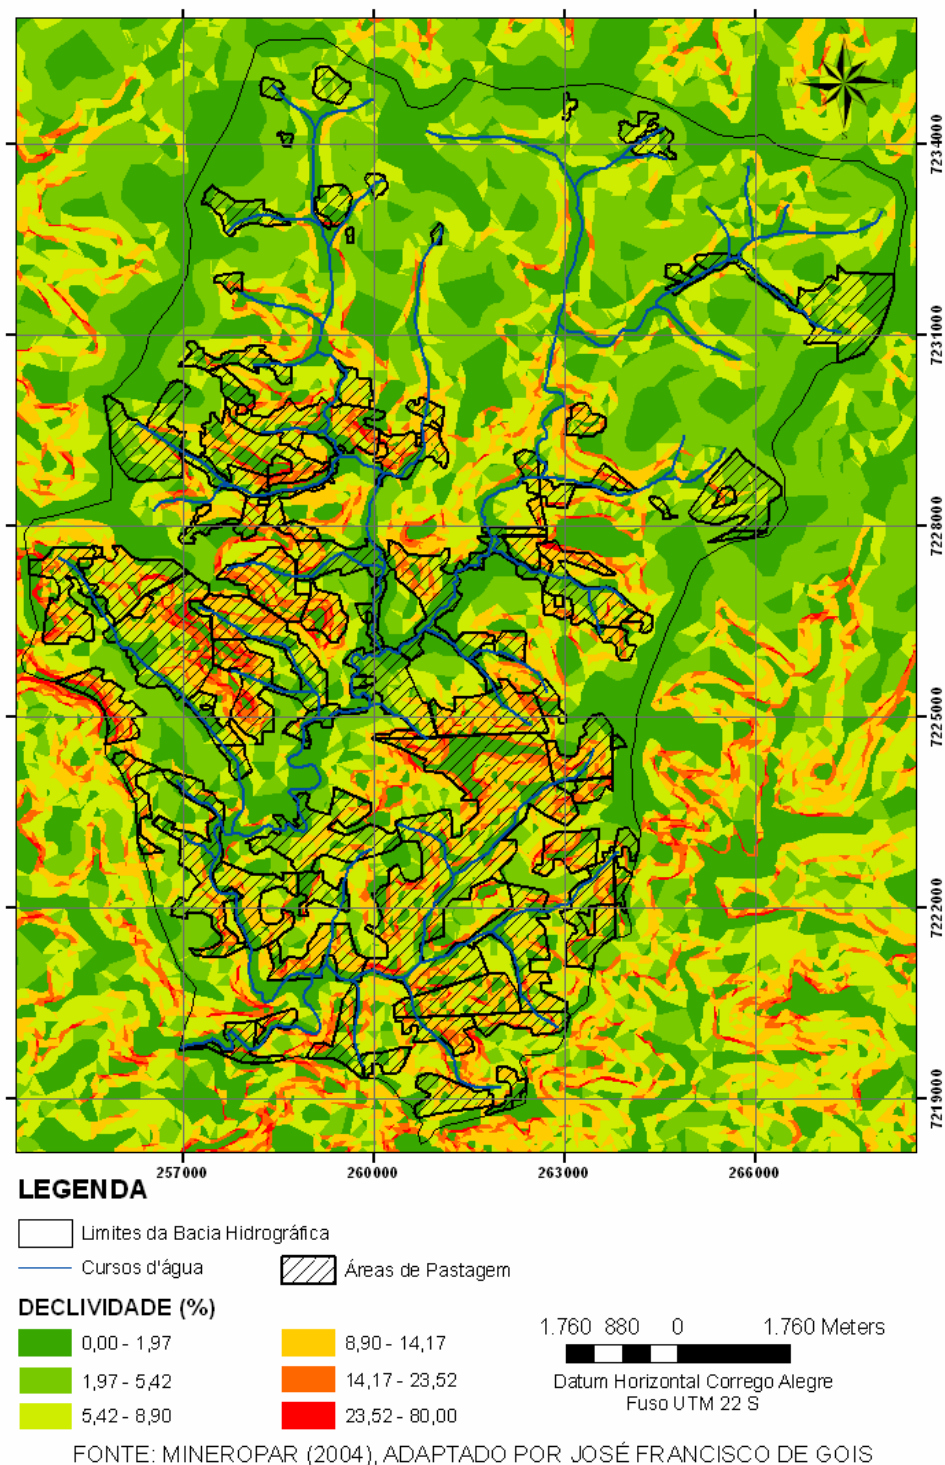 W E
S
7234000
7231000
7228000
7225000
7222000
7219000
257000 260000 263000 266000
LEGENDA
Limites da Bacia Hidrográfica
Cursos d'água
Áreas de Pastagem
DECLIVIDADE (%)
0,00 - 1,97
1,97 - 5,42
5,42 - 8,90
8,90 - 14,17
14,17 - 23,52
23,52 - 80,00
1.760 880 0 1.760 Meters
Datum Horizontal Corrego Alegre
Fuso UTM 22 S
FONTE: MINEROPAR (2004), ADAPTADO POR JOSÉ FRANCISCO DE GOIS